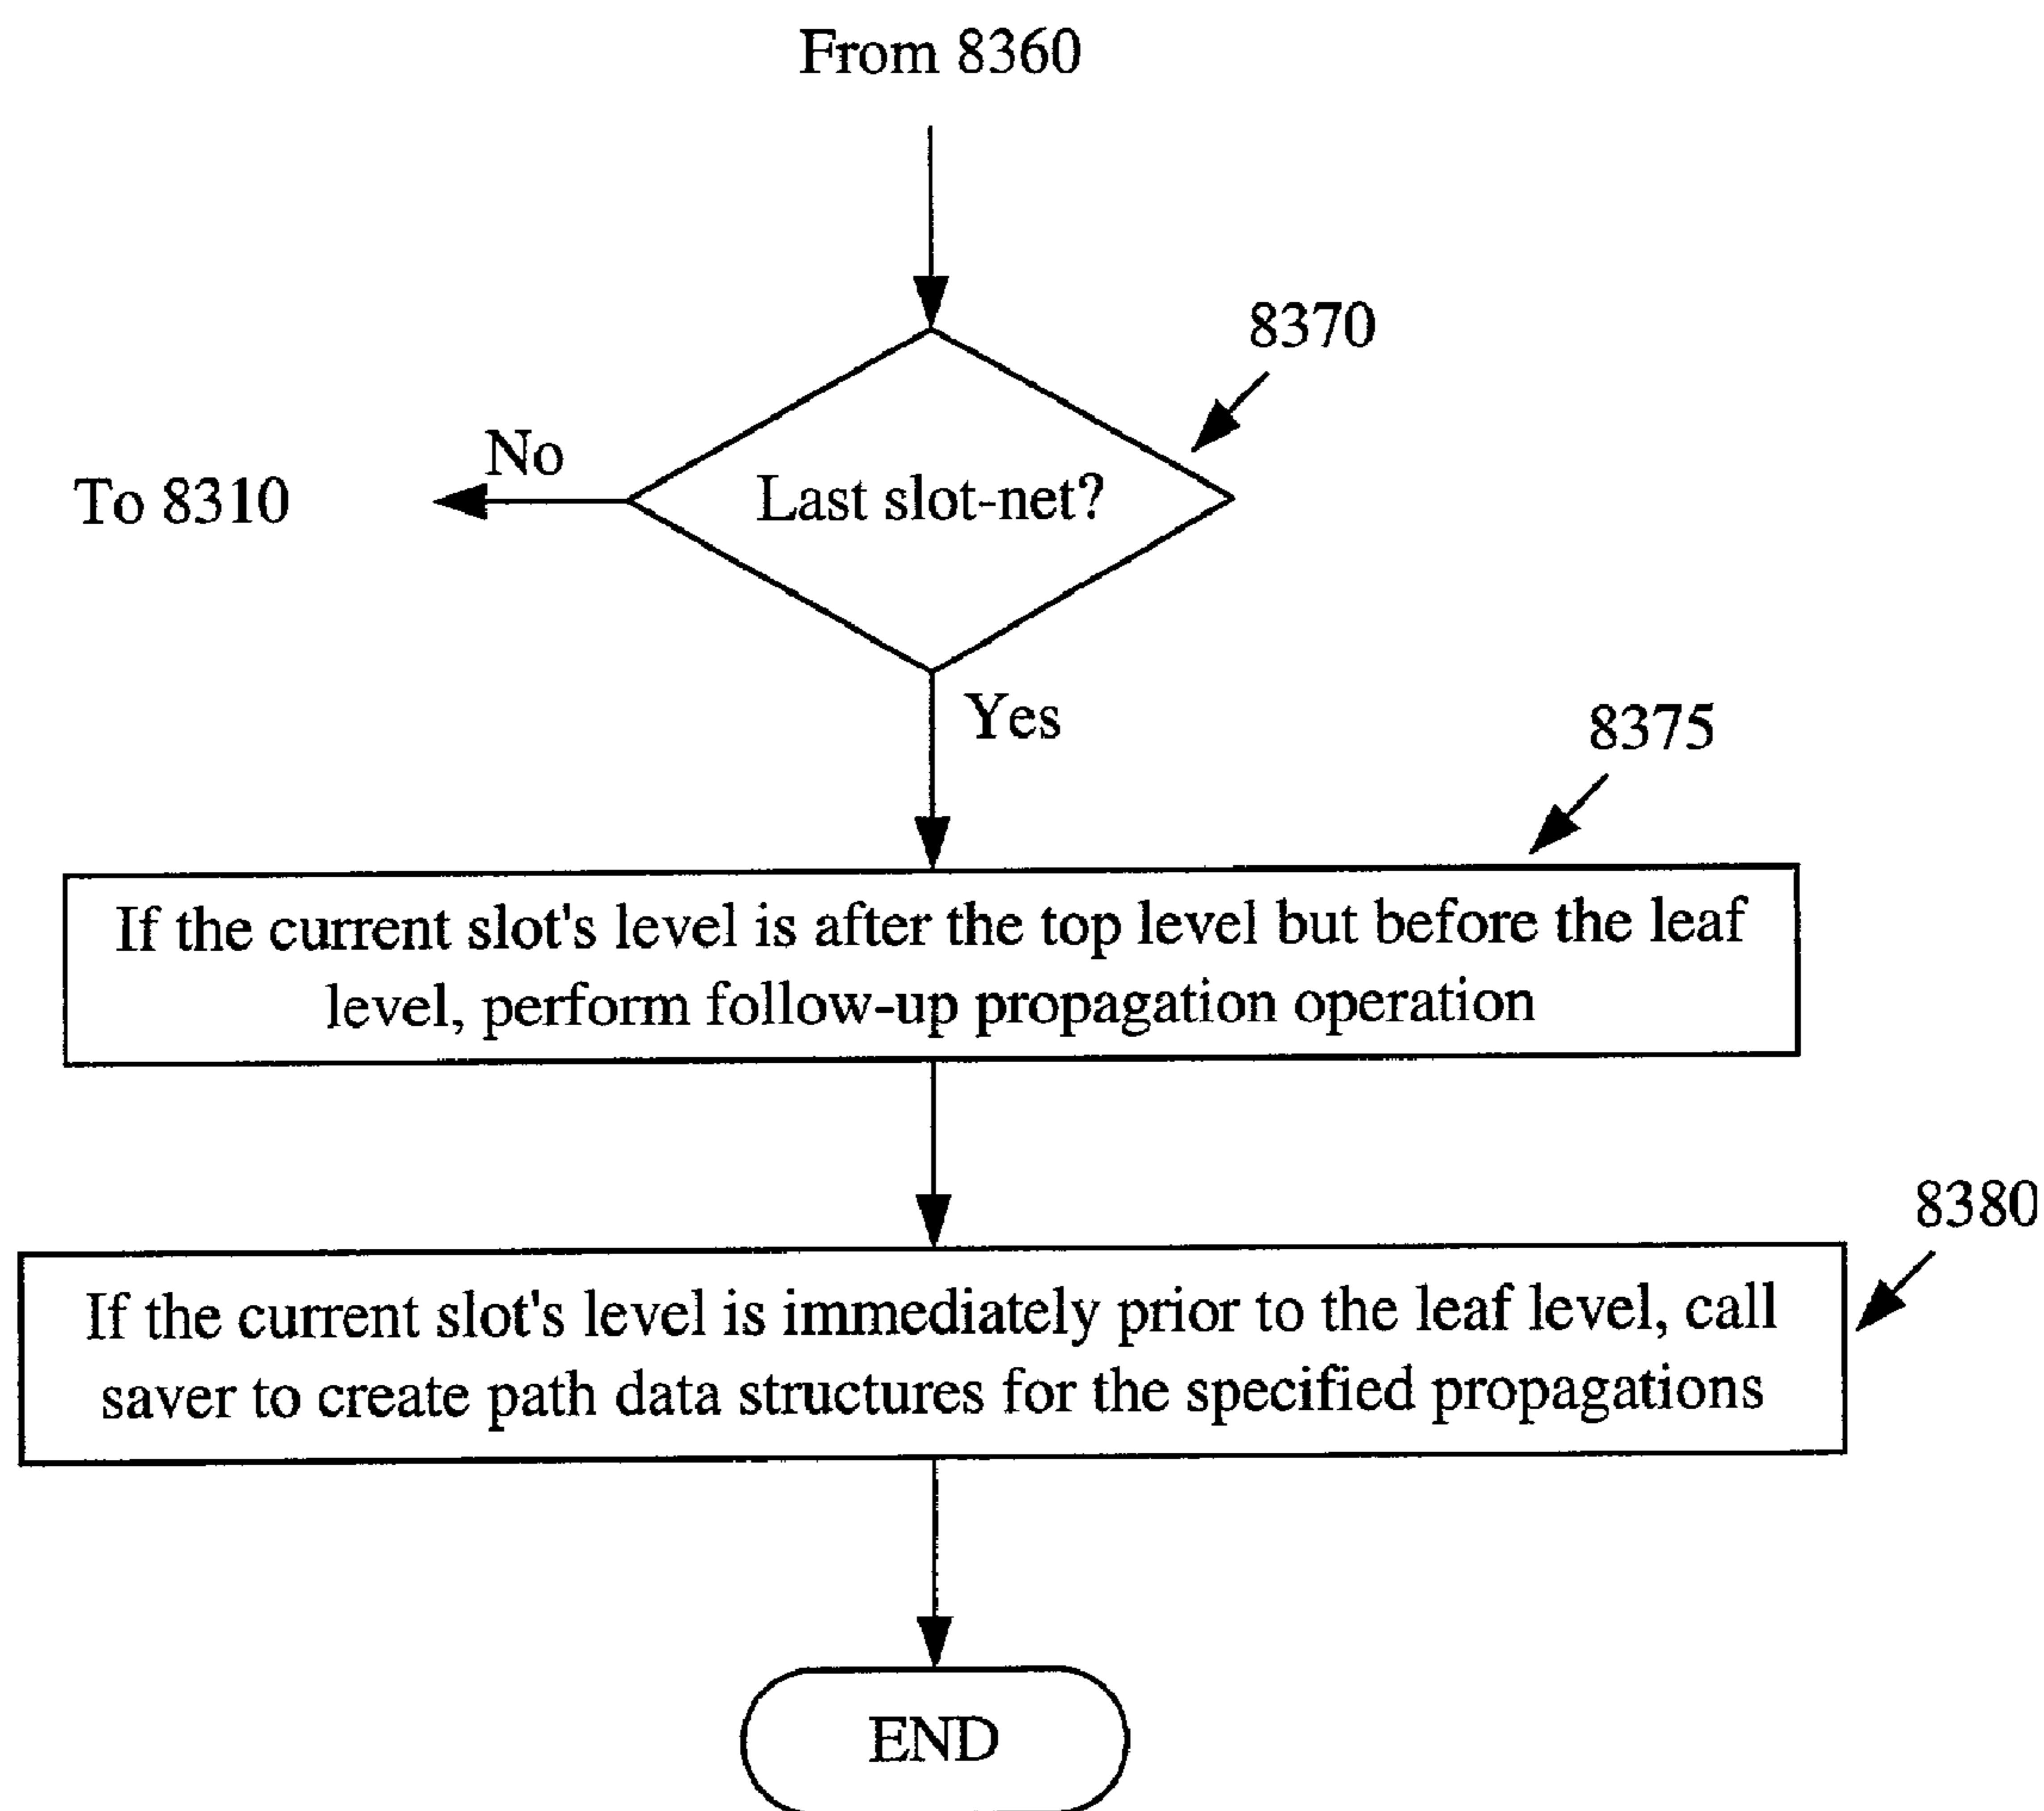 From 8360
8370
No
To 8310
Last slot-net?
Yes
8375
If the current slot's level is after the top level but before the leaf
level, perform follow-up propagation operation
8380
If the current slot's level is immediately prior to the leaf level, call
saver to create path data structures for the specified propagations
END